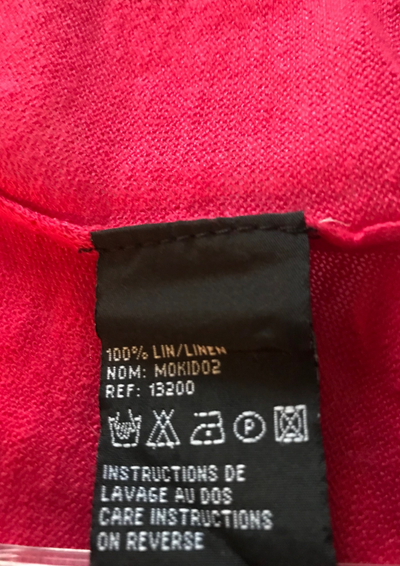 100% LIN/LINEN
NOM: MOKIDO2
REF: 13200
P
INSTRUCTIONS DE
LAVAGE AU DOS
CARE INSTRUCTIONS
ON REVERSE